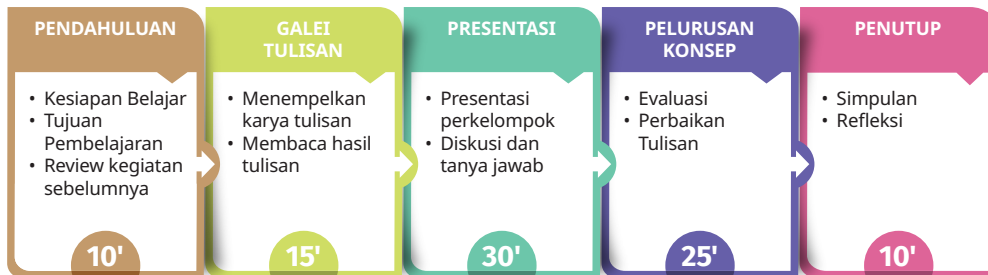 PENDAHULUAN
• Kesiapan Belajar
• Tujuan
Pembelajaran
• Review kegiatan
sebelumnya
10'
GALEI
TULISAN
• Menempelkan
karya tulisan
• Membaca hasil
tulisan
15'
PRESENTASI
• Presentasi
perkelompok
• Diskusi dan
tanya jawab
30'
PELURUSAN
KONSEP
• Evaluasi
• Perbaikan
Tulisan
25'
PENUTUP
• Simpulan
• Refleksi
10'